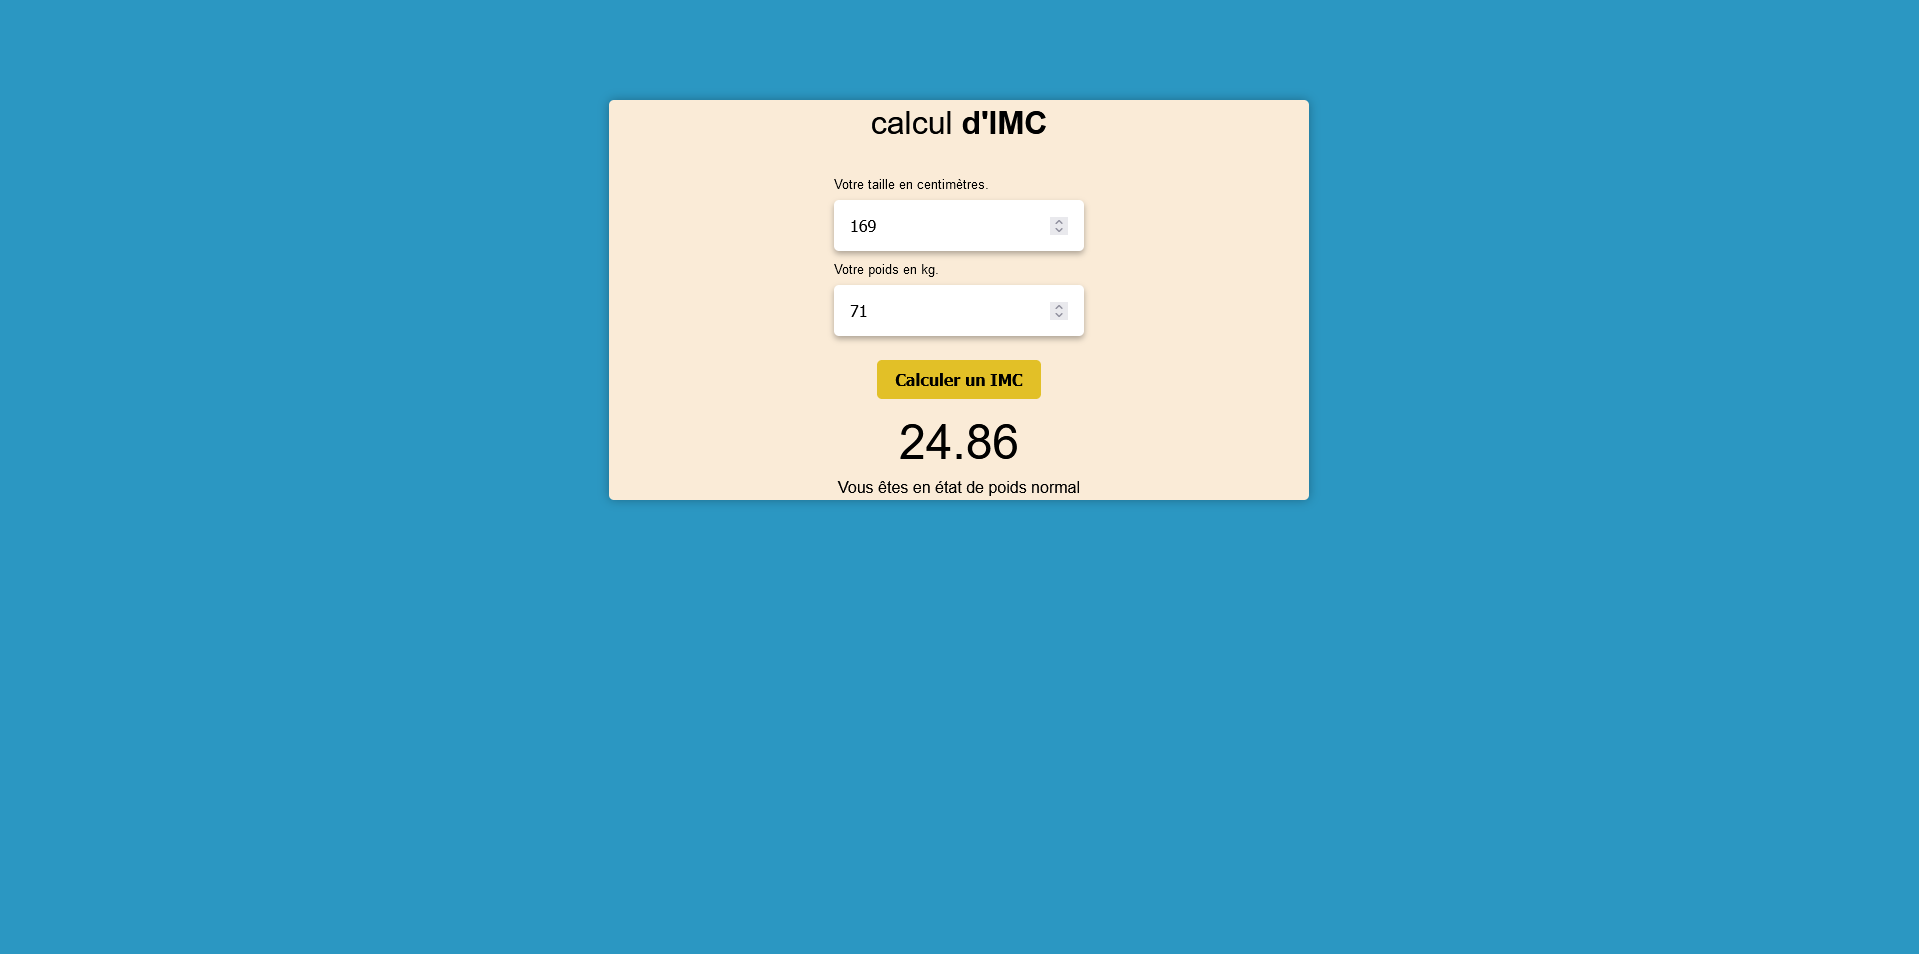 calcul d'IMC
Votre taille en centimètres.
169
Votre poids en kg.
71
Calculer un IMC
24.86
Vous êtes en état de poids normal